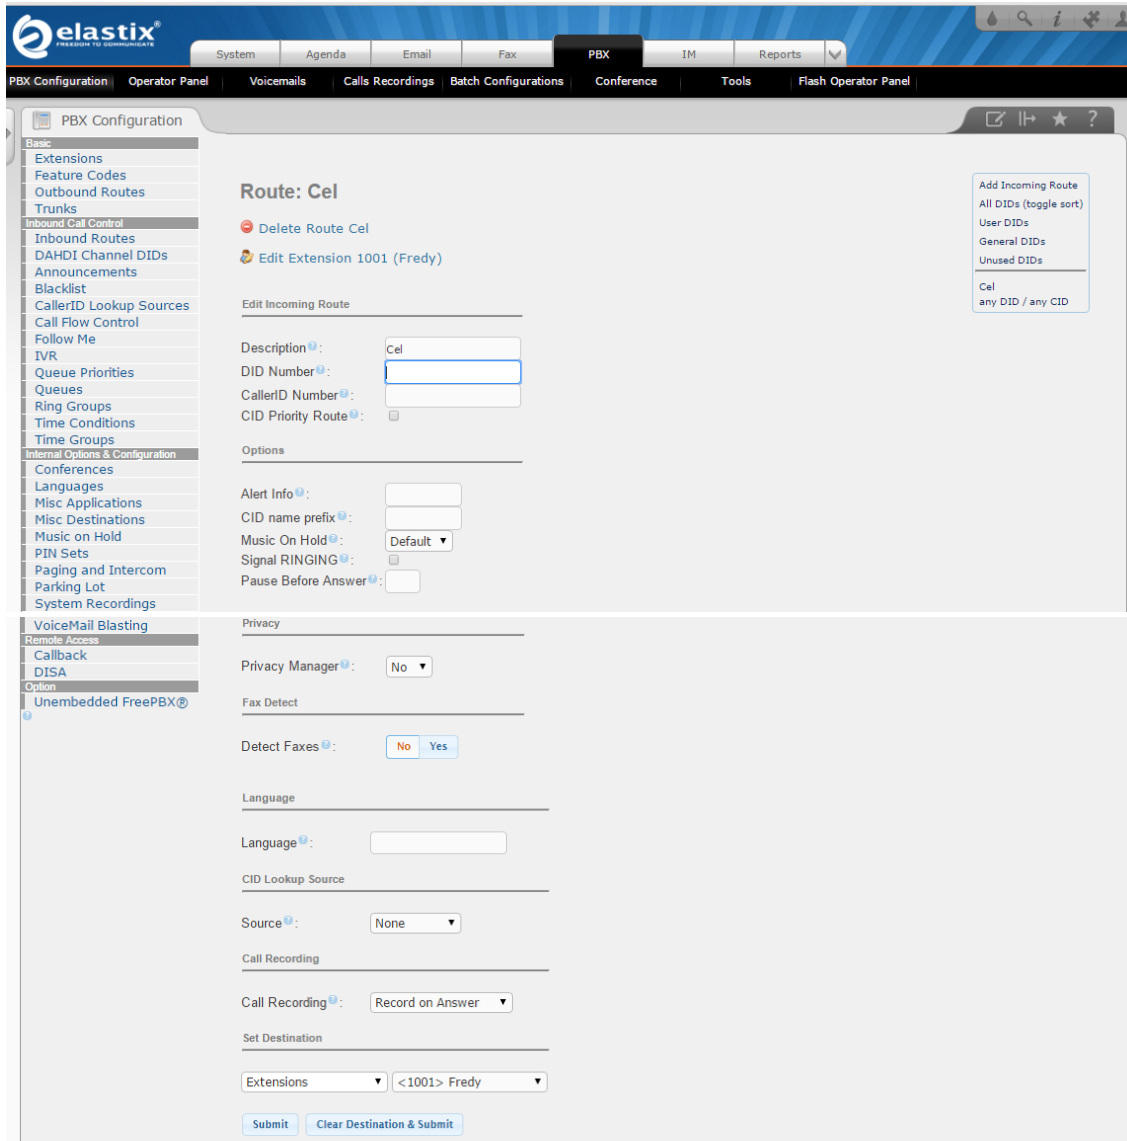 elastix®
FREEDOM TO COMMUNICATE
System Agenda Email Fax PBX IM Reports
PBX Configuration Operator Panel Voicemails Calls Recordings Batch Configurations Conference Tools Flash Operator Panel
PBX Configuration
Basic
Extensions
Feature Codes
Outbound Routes
Trunks
Inbound Call Control
Inbound Routes
DAHDI Channel DIDs
Announcements
Blacklist
CallerID Lookup Sources
Call Flow Control
Follow Me
IVR
Queue Priorities
Queues
Ring Groups
Time Conditions
Time Groups
Internal Options & Configuration
Conferences
Languages
Misc Applications
Misc Destinations
Music on Hold
PIN Sets
Paging and Intercom
Parking Lot
System Recordings
VoiceMail Blasting
Remote Access
Callback
DISA
Option
Unembedded FreePBX®
Route: Cel
Delete Route Cel
Edit Extension 1001 (Fredy)
Edit Incoming Route
Description: Cel
DID Number:
CallerID Number:
CID Priority Route:
Options
Alert Info:
CID name prefix:
Music On Hold: Default
Signal RINGING:
Pause Before Answer:
Privacy
Privacy Manager: No
Fax Detect
Detect Faxes: No Yes
Language
Language:
CID Lookup Source
Source: None
Call Recording
Call Recording: Record on Answer
Set Destination
Extensions <1001> Fredy
Submit Clear Destination & Submit
Add Incoming Route
All DIDs (toggle sort)
User DIDs
General DIDs
Unused DIDs
Cel
any DID / any CID